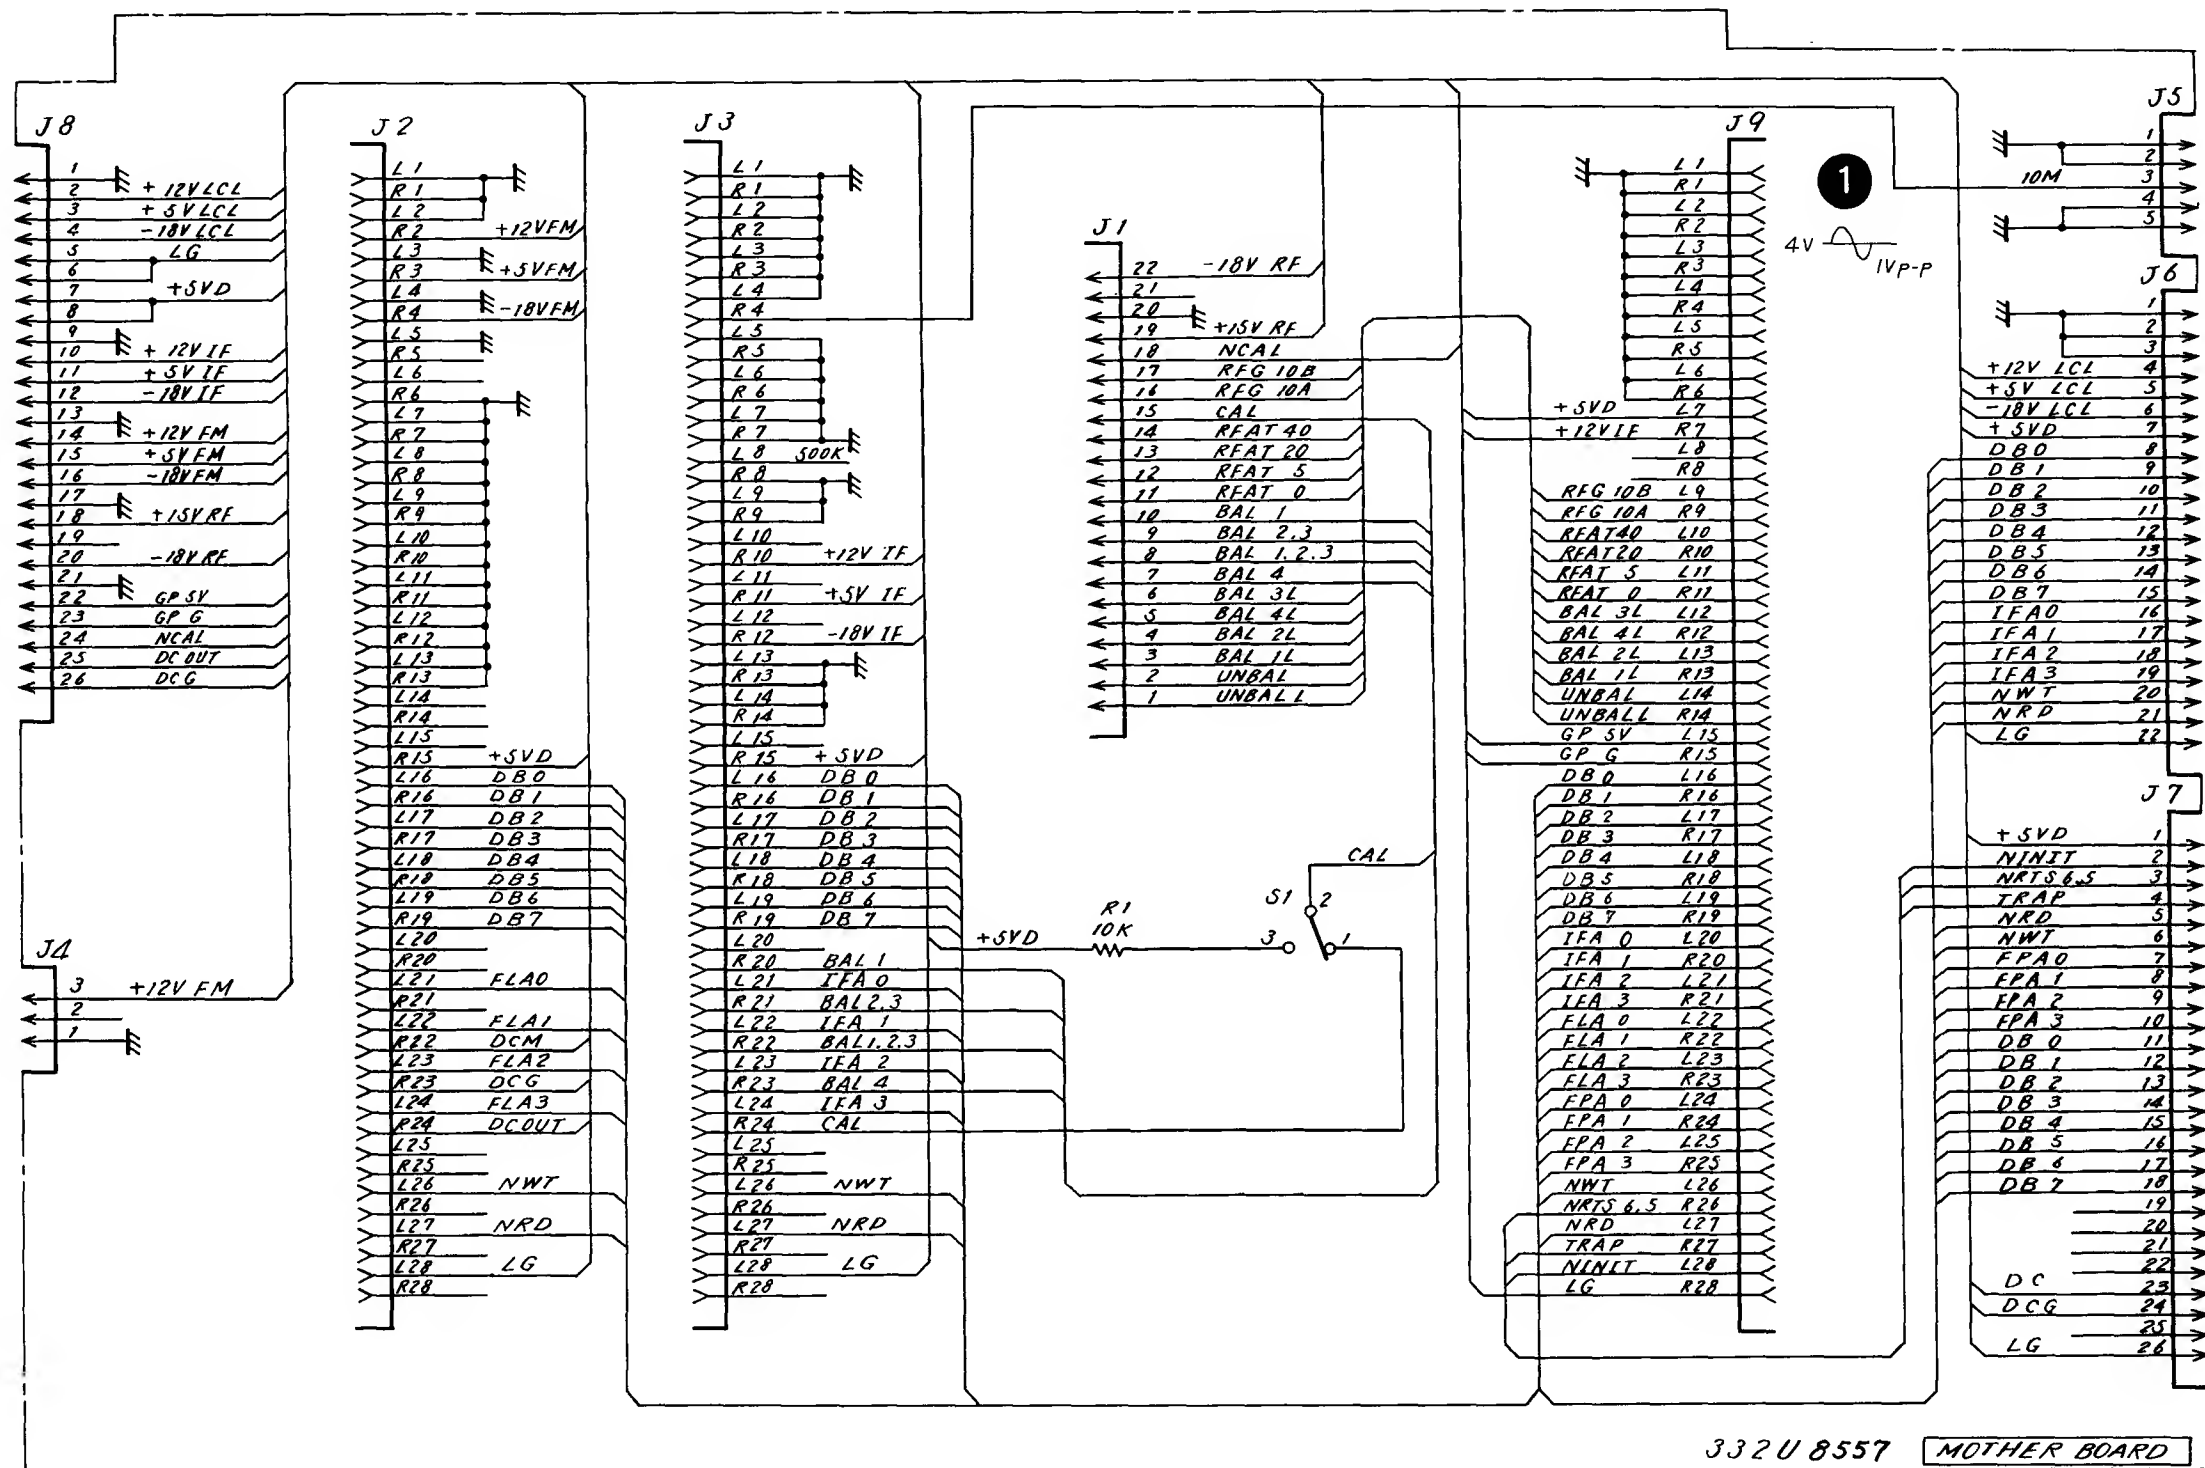 J8
1
2 +12V LCL
3 +5V LCL
4 -18V LCL
5 LG
6
7 +5VD
8
9
10 +12V IF
11 +5V IF
12 -18V IF
13
14 +12V FM
15 +5V FM
16 -18V FM
17
18 +15V RF
19
20 -18V RF
21
22 GP 5V
23 GP G
24 NCAL
25 DC OUT
26 DC G
J4
3 +12V FM
2
1
J2
L1
R1
L2
R2 +12VFM
L3
R3 +5VFM
L4
R4 -18VFM
L5
R5
L6
R6
L7
R7
L8
R8
L9
R9
L10
R10
L11
R11
L12
R12
L13
R13
L14
R14
L15
R15 +5VD
L16 DB0
R16 DB1
L17 DB2
R17 DB3
L18 DB4
R18 DB5
L19 DB6
R19 DB7
L20
R20
L21 FLA0
R21
L22 FLA1
R22 DCM
L23 FLA2
R23 DCG
L24 FLA3
R24 DCOUT
L25
R25
L26 NWT
R26
L27 NRD
R27
L28 LG
R28
J3
L1
R1
L2
R2
L3
R3
L4
R4
L5
R5
L6
R6
L7
R7
L8 500K
R8
L9
R9
L10
R10 +12V IF
L11
R11 +5V IF
L12
R12 -18V IF
L13
R13
L14
R14
L15
R15 +5VD
L16 DB0
R16 DB1
L17 DB2
R17 DB3
L18 DB4
R18 DB5
L19 DB6
R19 DB7
L20
R20 BAL 1
L21 IFA 0
R21 BAL2.3
L22 IFA 1
R22 BAL1.2.3
L23 IFA 2
R23 BAL 4
L24 IFA 3
R24 CAL
L25
R25
L26 NWT
R26
L27 NRD
R27
L28 LG
R28
J1
22 -18V RF
21
20
19 +15V RF
18 NCAL
17 RFG 10B
16 RFG 10A
15 CAL
14 RFAT 40
13 RFAT 20
12 RFAT 5
11 RFAT 0
10 BAL 1
9 BAL 2.3
8 BAL 1.2.3
7 BAL 4
6 BAL 3L
5 BAL 4L
4 BAL 2L
3 BAL 1L
2 UNBAL
1 UNBALL
CAL
S1 2
R1
10K
+5VD
3
1
J9
L1
R1
L2
R2
L3
R3
L4
R4
L5
R5
L6
R6
+5VD L7
+12VIF R7
L8
R8
RFG 10B L9
RFG 10A R9
RFAT40 L10
RFAT20 R10
RFAT 5 L11
RFAT 0 R11
BAL 3L L12
BAL 4L R12
BAL 2L L13
BAL 1L R13
UNBAL L14
UNBALL R14
GP 5V L15
GP G R15
DB0 L16
DB1 R16
DB2 L17
DB3 R17
DB4 L18
DB5 R18
DB6 L19
DB7 R19
IFA 0 L20
IFA 1 R20
IFA 2 L21
IFA 3 R21
FLA 0 L22
FLA 1 R22
FLA 2 L23
FLA 3 R23
FPA 0 L24
FPA 1 R24
FPA 2 L25
FPA 3 R25
NWT L26
NRTS 6.5 R26
NRD L27
TRAP R27
NINIT L28
LG R28
1
4V
1Vp-p
J5
1
2
10M 3
4
5
J6
1
2
3
+12V LCL 4
+5V LCL 5
-18V LCL 6
+5VD 7
DB0 8
DB1 9
DB2 10
DB3 11
DB4 12
DB5 13
DB6 14
DB7 15
IFA0 16
IFA1 17
IFA2 18
IFA3 19
NWT 20
NRD 21
LG 22
J7
+5VD 1
NINIT 2
NRTS6.5 3
TRAP 4
NRD 5
NWT 6
FPA0 7
FPA1 8
FPA2 9
FPA3 10
DB0 11
DB1 12
DB2 13
DB3 14
DB4 15
DB5 16
DB6 17
DB7 18
19
20
21
22
DC 23
DCG 24
25
LG 26
332U8557 MOTHER BOARD